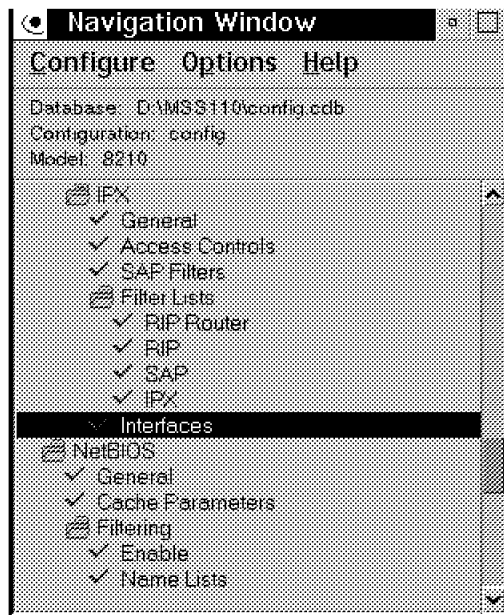 Navigation Window
Configure Options Help
Database: D:\MSS110\config.cdb
Configuration: config
Model: 8210
IPX
General
Access Controls
SAP Filters
Filter Lists
RIP Router
RIP
SAP
IPX
Interfaces
NetBIOS
General
Cache Parameters
Filtering
Enable
Name Lists